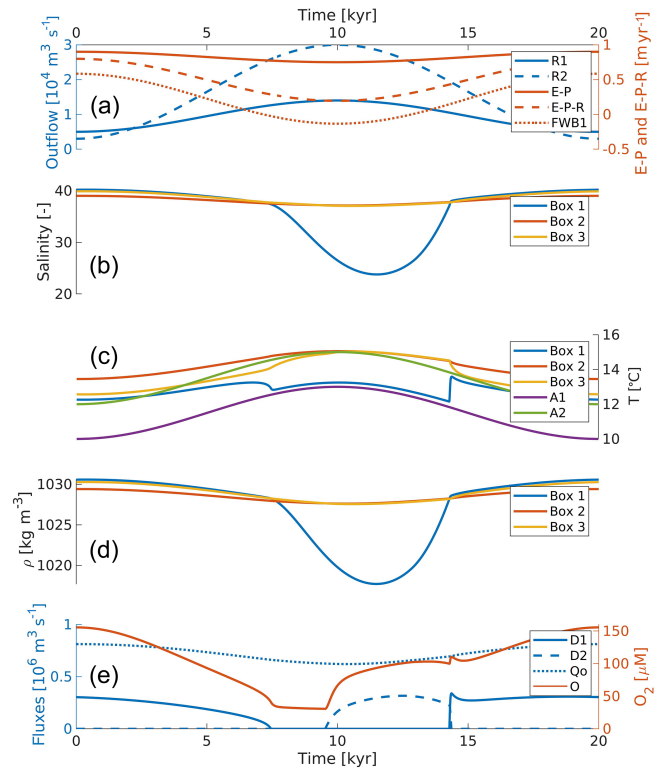 Time [kyr]
0 5 10 15 20
3
2
1
0
Outflow [10⁴ m³ s⁻¹]
1
0.5
0
-0.5
E-P and E-P-R [m yr⁻¹]
(a)
R1
R2
E-P
E-P-R
FWB1
40
30
20
Salinity [-]
(b)
Box 1
Box 2
Box 3
(c)
16
14
12
10
T [°C]
Box 1
Box 2
Box 3
A1
A2
1030
1025
1020
ρ [kg m⁻³]
(d)
Box 1
Box 2
Box 3
1
0.5
0
Fluxes [10⁶ m³ s⁻¹]
(e)
150
100
50
0
O₂ [μM]
D1
D2
Qo
O
0 5 10 15 20
Time [kyr]